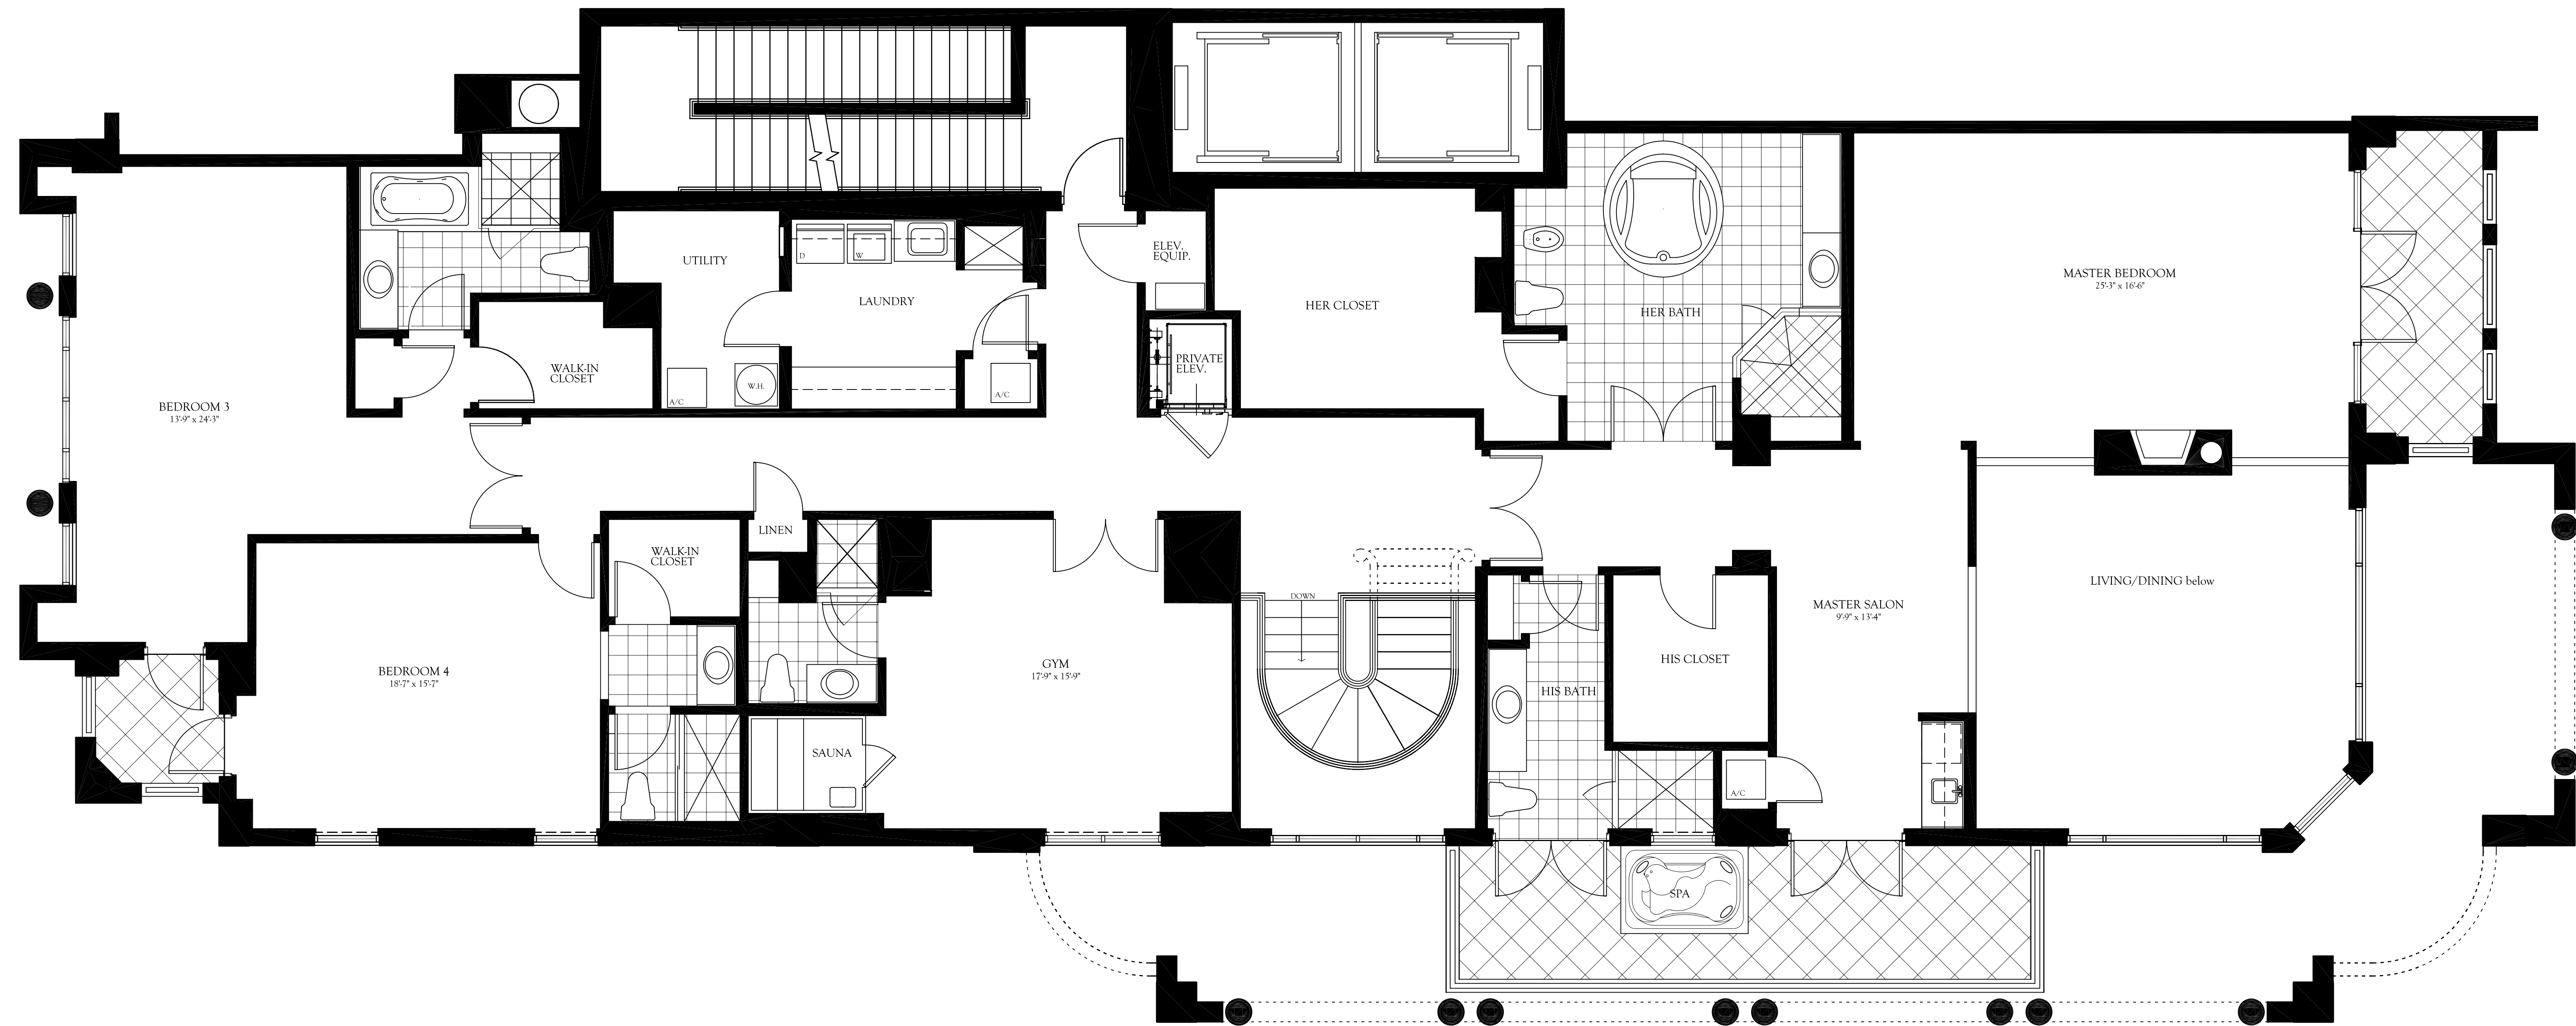 ELEV.
EQUIP.
UTILITY
D
W
LAUNDRY
HER CLOSET
HER BATH
MASTER BEDROOM
25'-3" x 16'-6"
WALK-IN
CLOSET
PRIVATE
ELEV.
W.H.
A/C
A/C
BEDROOM 3
13'-9" x 24'-3"
LINEN
WALK-IN
CLOSET
DOWN
LIVING/DINING below
MASTER SALON
9'-9" x 13'-4"
BEDROOM 4
18'-7" x 15'-7"
GYM
17'-9" x 15'-9"
HIS CLOSET
HIS BATH
SAUNA
A/C
SPA